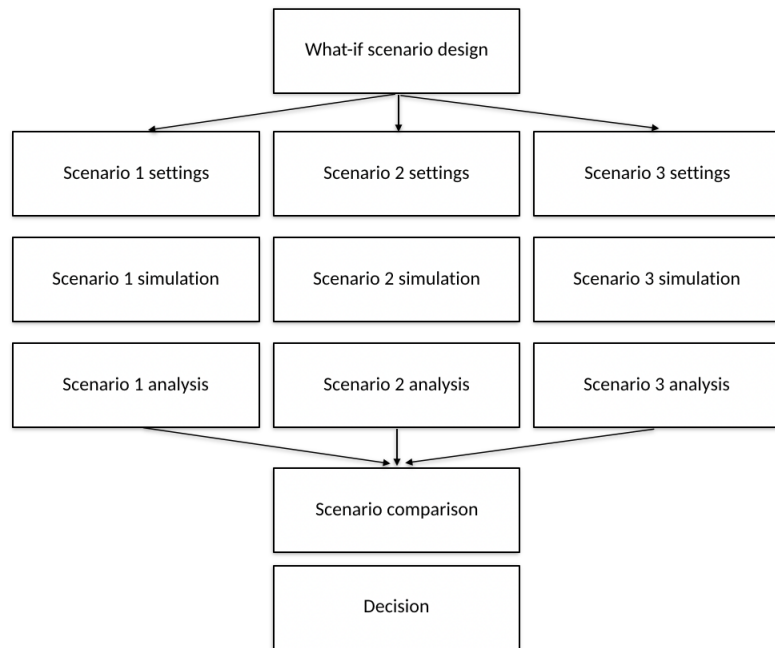 What-if scenario design
Scenario 1 settings
Scenario 2 settings
Scenario 3 settings
Scenario 1 simulation
Scenario 2 simulation
Scenario 3 simulation
Scenario 1 analysis
Scenario 2 analysis
Scenario 3 analysis
Scenario comparison
Decision